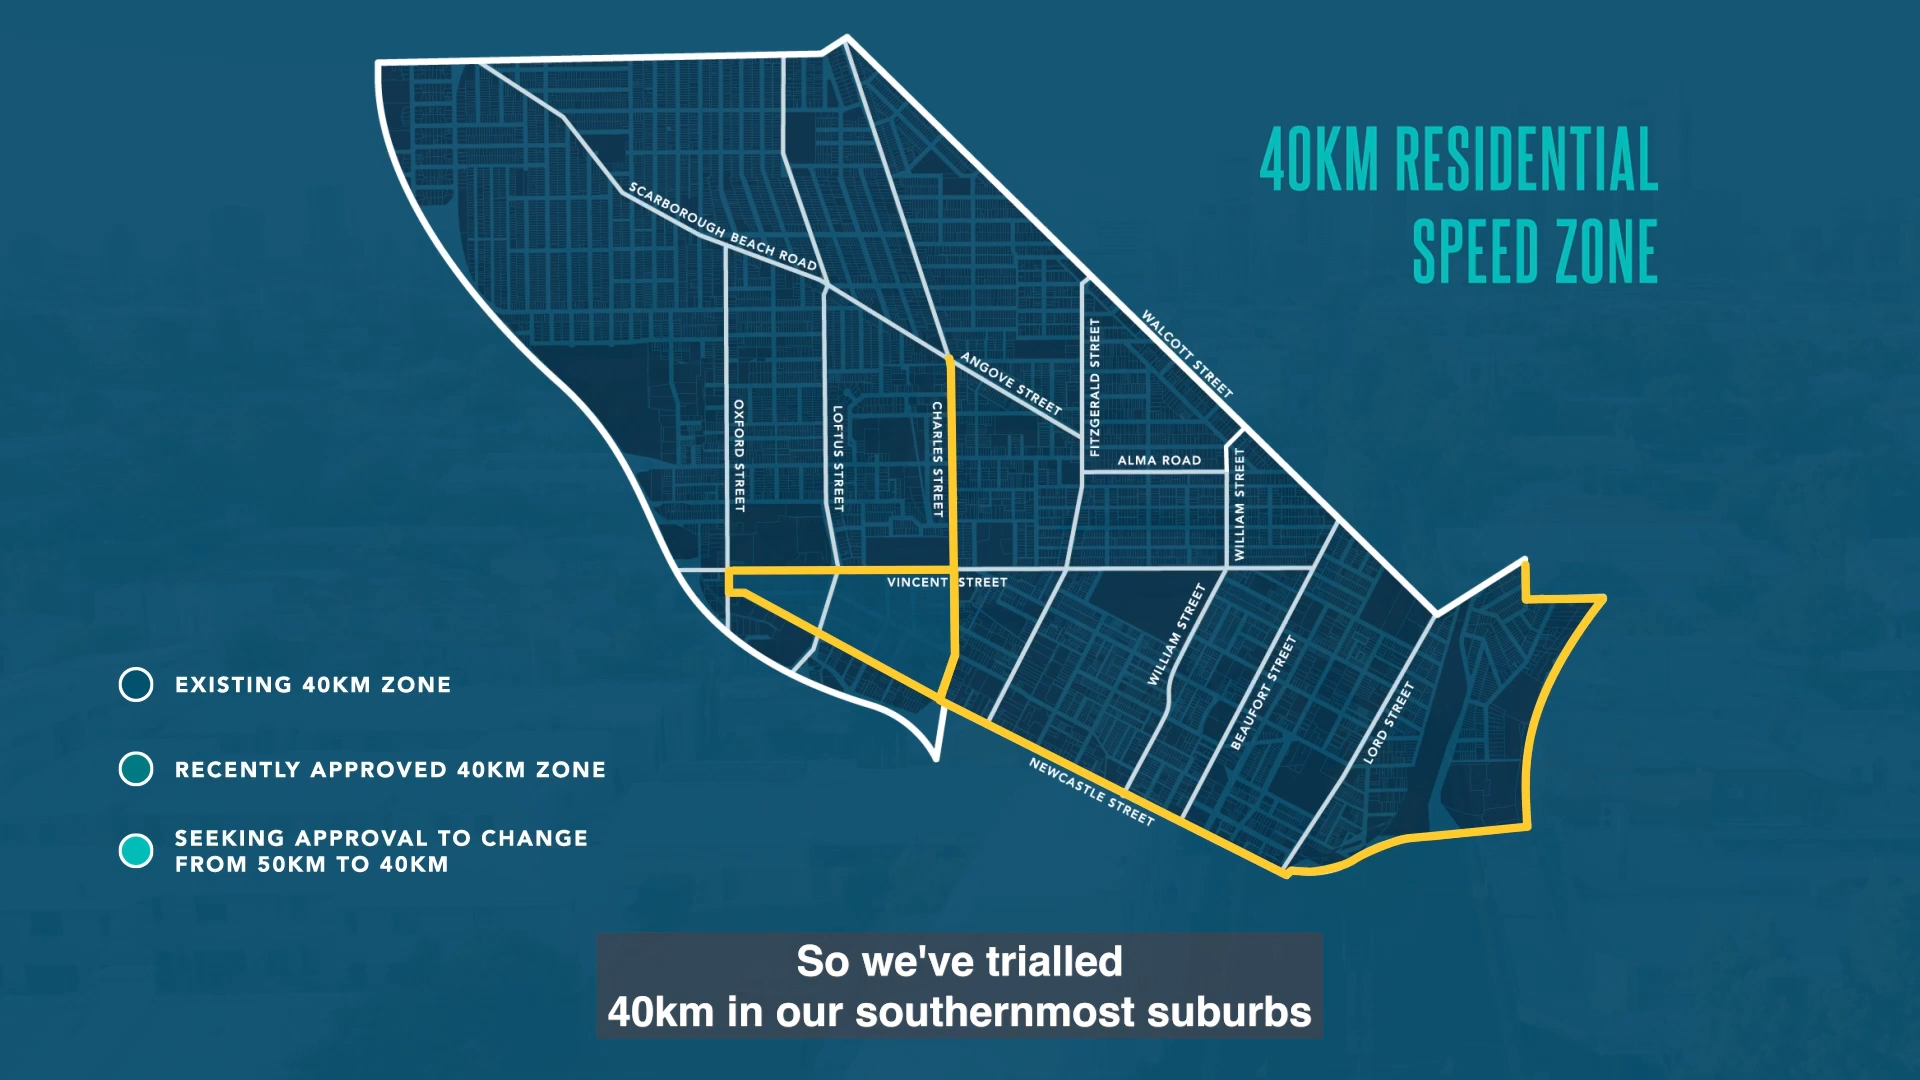 40KM RESIDENTIAL
SPEED ZONE
SCARBOROUGH BEACH ROAD
WALCOTT STREET
FITZGERALD STREET
ANGOVE STREET
OXFORD STREET
LOFTUS STREET
CHARLES STREET
ALMA ROAD
WILLIAM STREET
VINCENT STREET
WILLIAM STREET
BEAUFORT STREET
LORD STREET
NEWCASTLE STREET
EXISTING 40KM ZONE
RECENTLY APPROVED 40KM ZONE
SEEKING APPROVAL TO CHANGE
FROM 50KM TO 40KM
So we've trialled
40km in our southernmost suburbs